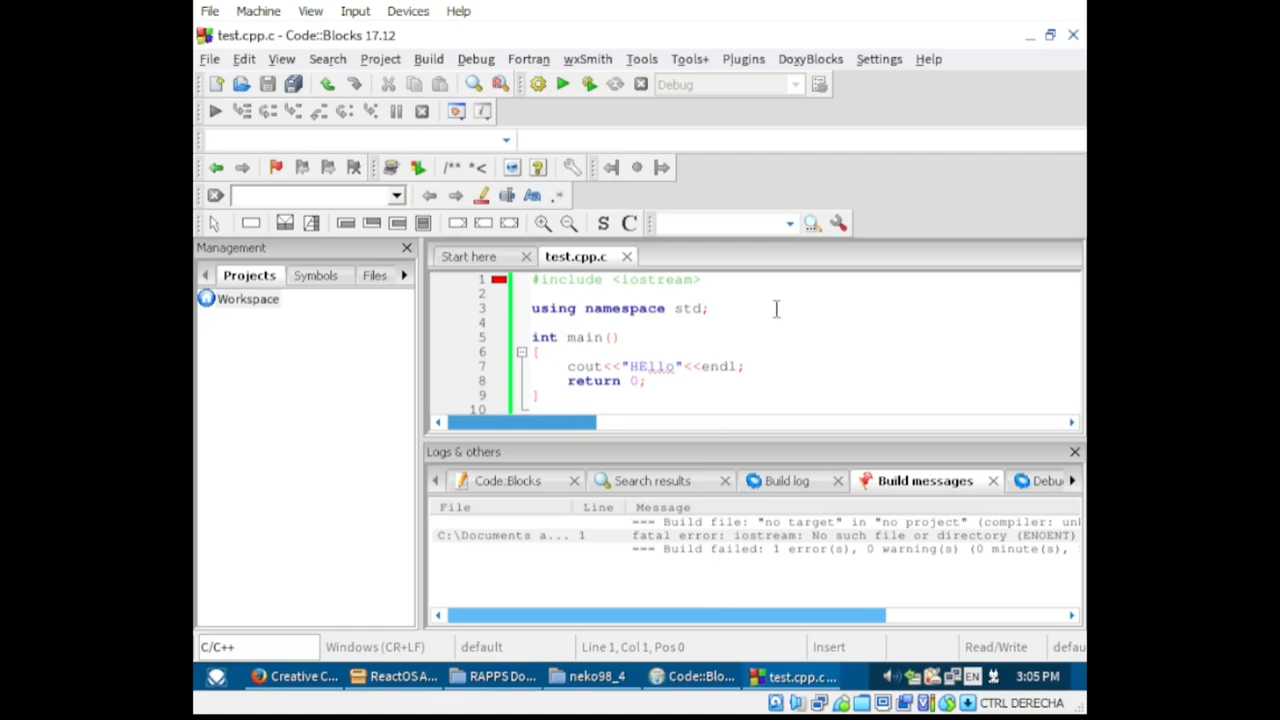 File Machine View Input Devices Help
test.cpp.c - Code::Blocks 17.12
File Edit View Search Project Build Debug Fortran wxSmith Tools Tools+ Plugins DoxyBlocks Settings Help
Debug
/** *<
Aa .*
S C
Management
Start here test.cpp.c
Projects Symbols Files
Workspace
1 #include <iostream>
2
3 using namespace std;
4
5 int main()
6 {
7 cout<<"HEllo"<<endl;
8 return 0;
9 }
10
Logs & others
Code::Blocks Search results Build log Build messages Debu
File Line Message
=== Build file: "no target" in "no project" (compiler: unk
C:\Documents a... 1 fatal error: iostream: No such file or directory (ENOENT)
=== Build failed: 1 error(s), 0 warning(s) (0 minute(s),
C/C++ Windows (CR+LF) default Line 1, Col 1, Pos 0 Insert Read/Write defau
Creative C... ReactOS A... RAPPS Do... neko98_4 Code::Blo... test.cpp.c ... EN 3:05 PM
CTRL DERECHA